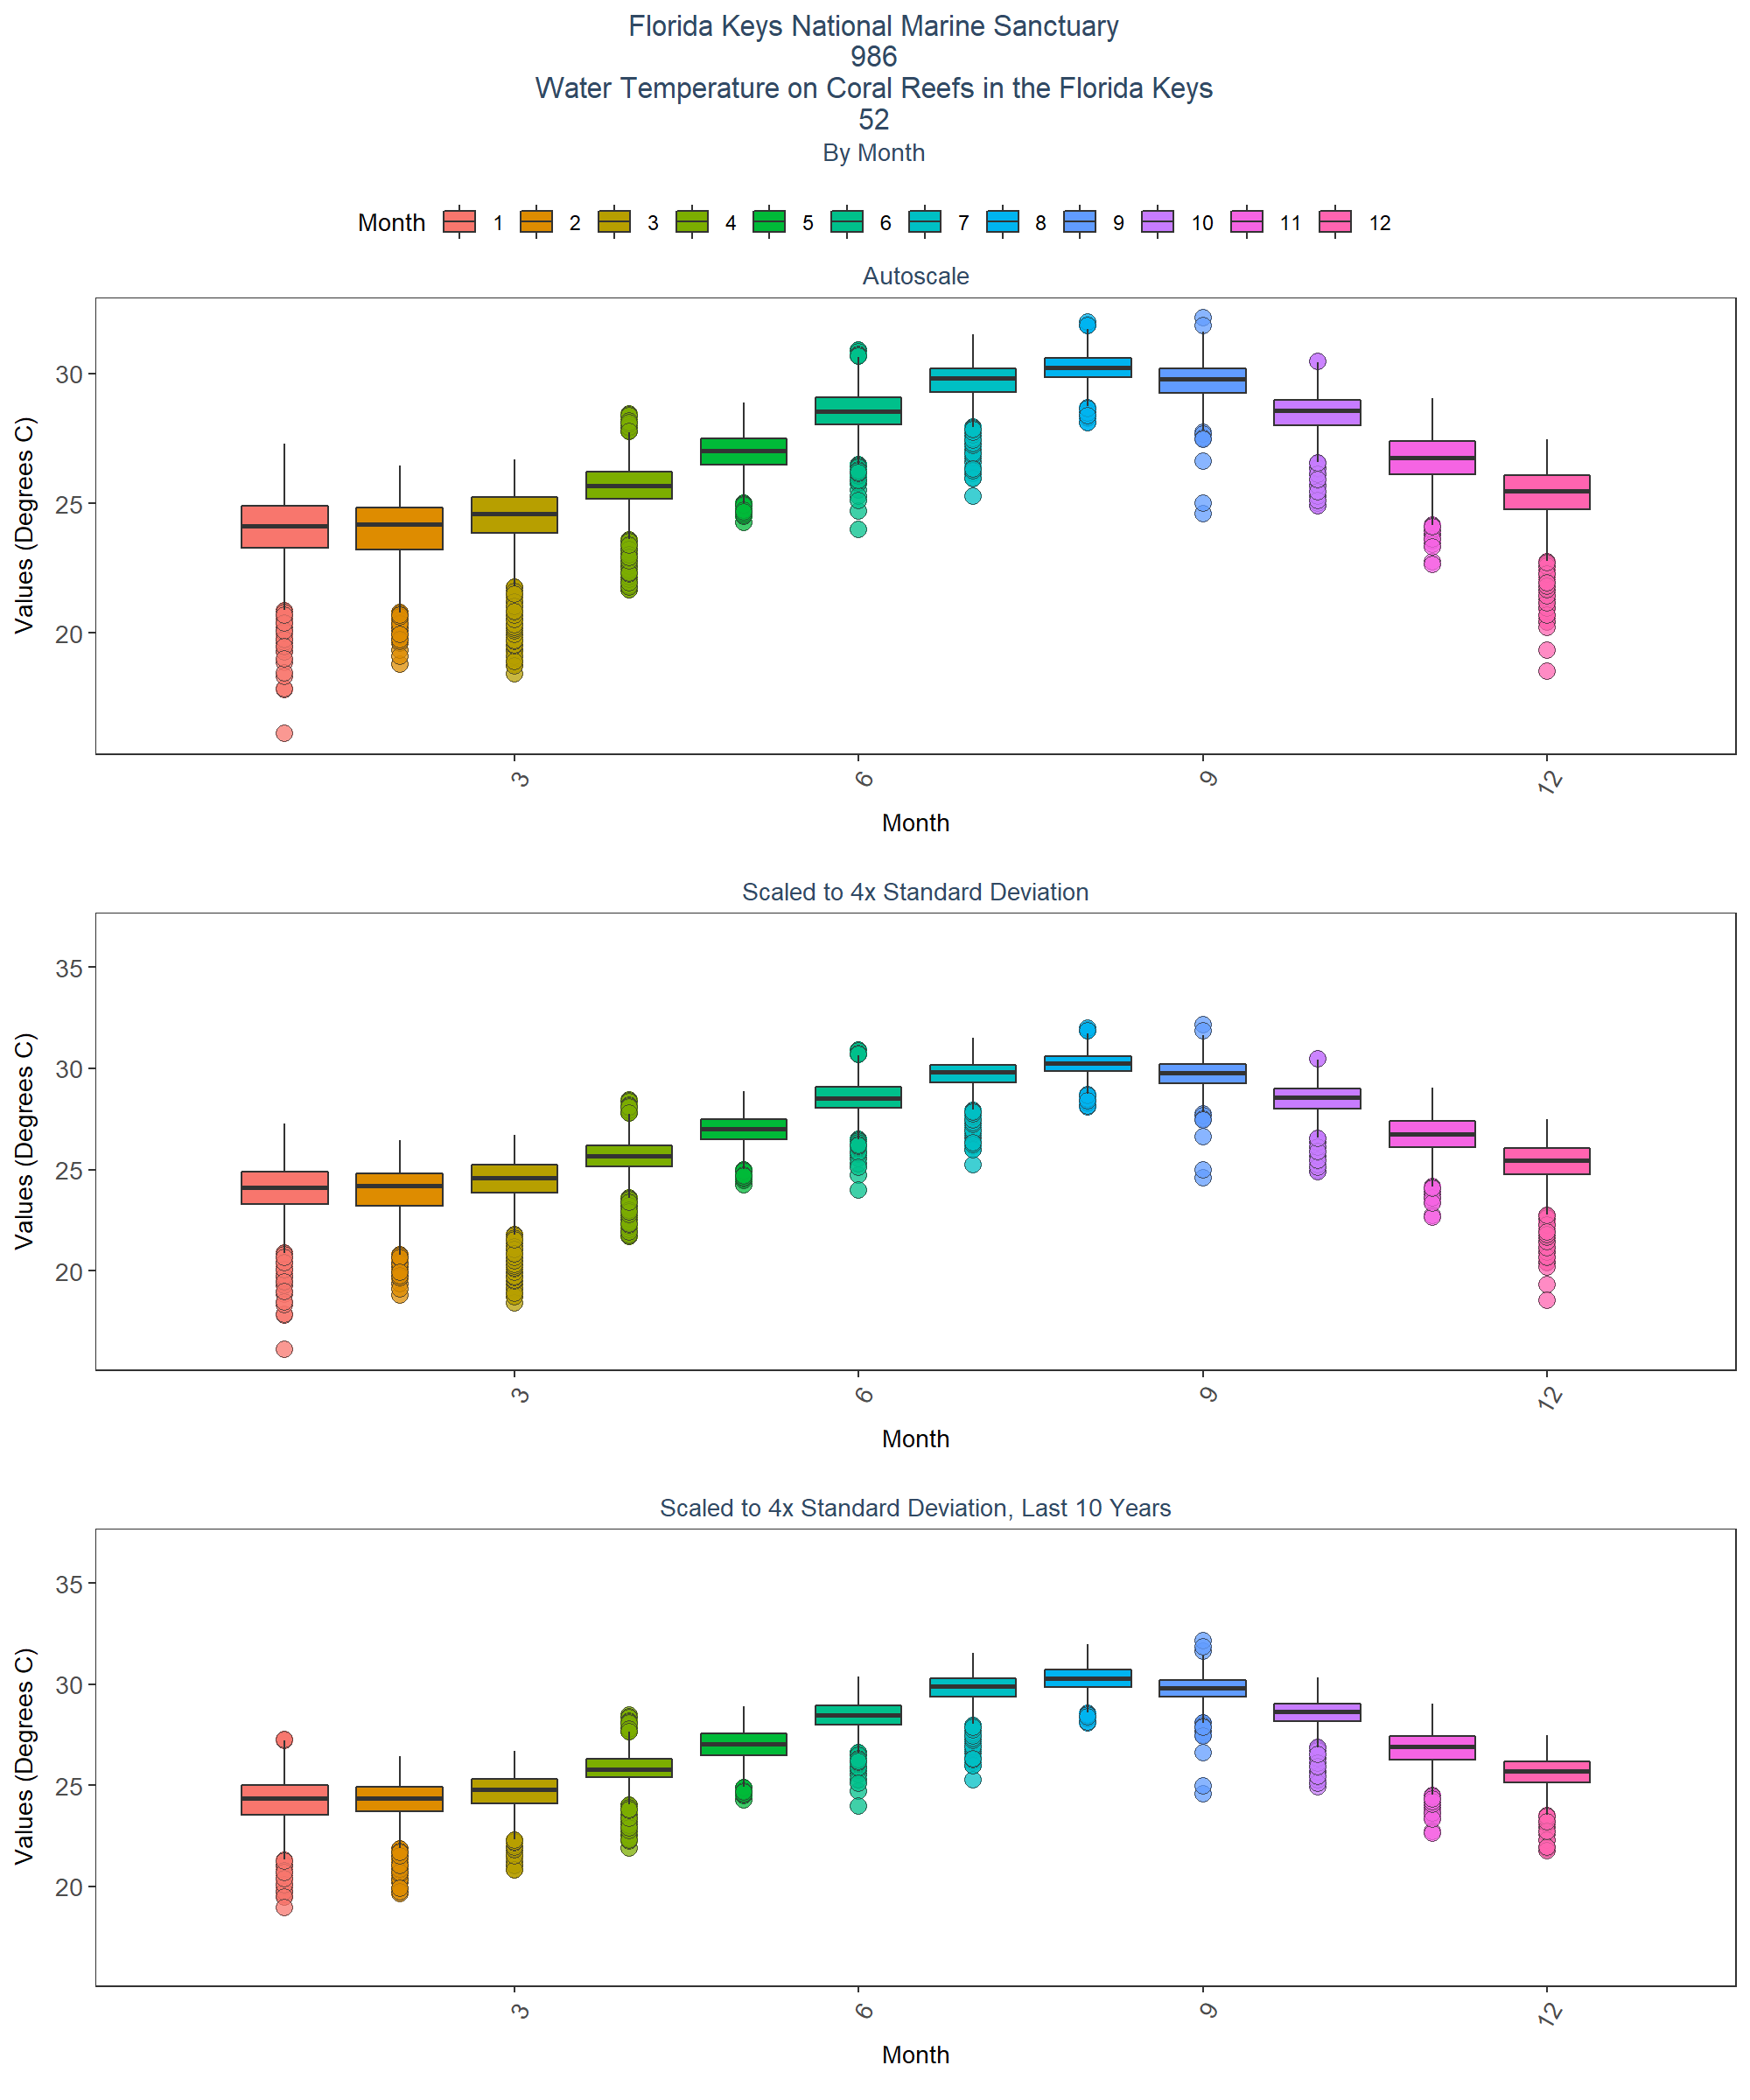 Florida Keys National Marine Sanctuary
986
Water Temperature on Coral Reefs in the Florida Keys
52
By Month
Month 1 2 3 4 5 6 7 8 9 10 11 12
Autoscale
Values (Degrees C)
30
25
20
3 6 9 12
Month
Scaled to 4x Standard Deviation
Values (Degrees C)
35
30
25
20
3 6 9 12
Month
Scaled to 4x Standard Deviation, Last 10 Years
Values (Degrees C)
35
30
25
20
3 6 9 12
Month